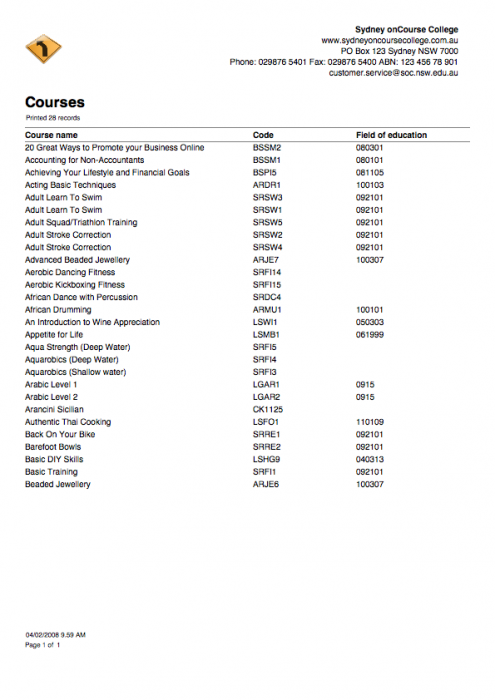 Sydney onCourse College
www.sydneyoncoursecollege.com.au
PO Box 123 Sydney NSW 7000
Phone: 029876 5401 Fax: 029876 5400 ABN: 123 456 78 901
customer.service@soc.nsw.edu.au
Courses
Printed 28 records
Course name Code Field of education
20 Great Ways to Promote your Business Online BSSM2 080301
Accounting for Non-Accountants BSSM1 080101
Achieving Your Lifestyle and Financial Goals BSPI5 081105
Acting Basic Techniques ARDR1 100103
Adult Learn To Swim SRSW3 092101
Adult Learn To Swim SRSW1 092101
Adult Squad/Triathlon Training SRSW5 092101
Adult Stroke Correction SRSW2 092101
Adult Stroke Correction SRSW4 092101
Advanced Beaded Jewellery ARJE7 100307
Aerobic Dancing Fitness SRFI14
Aerobic Kickboxing Fitness SRFI15
African Dance with Percussion SRDC4
African Drumming ARMU1 100101
An Introduction to Wine Appreciation LSWI1 050303
Appetite for Life LSMB1 061999
Aqua Strength (Deep Water) SRFI5
Aquarobics (Deep Water) SRFI4
Aquarobics (Shallow water) SRFI3
Arabic Level 1 LGAR1 0915
Arabic Level 2 LGAR2 0915
Arancini Sicilian CK1125
Authentic Thai Cooking LSFO1 110109
Back On Your Bike SRRE1 092101
Barefoot Bowls SRRE2 092101
Basic DIY Skills LSHG9 040313
Basic Training SRFI1 092101
Beaded Jewellery ARJE6 100307
04/02/2008 9.59 AM
Page 1 of 1